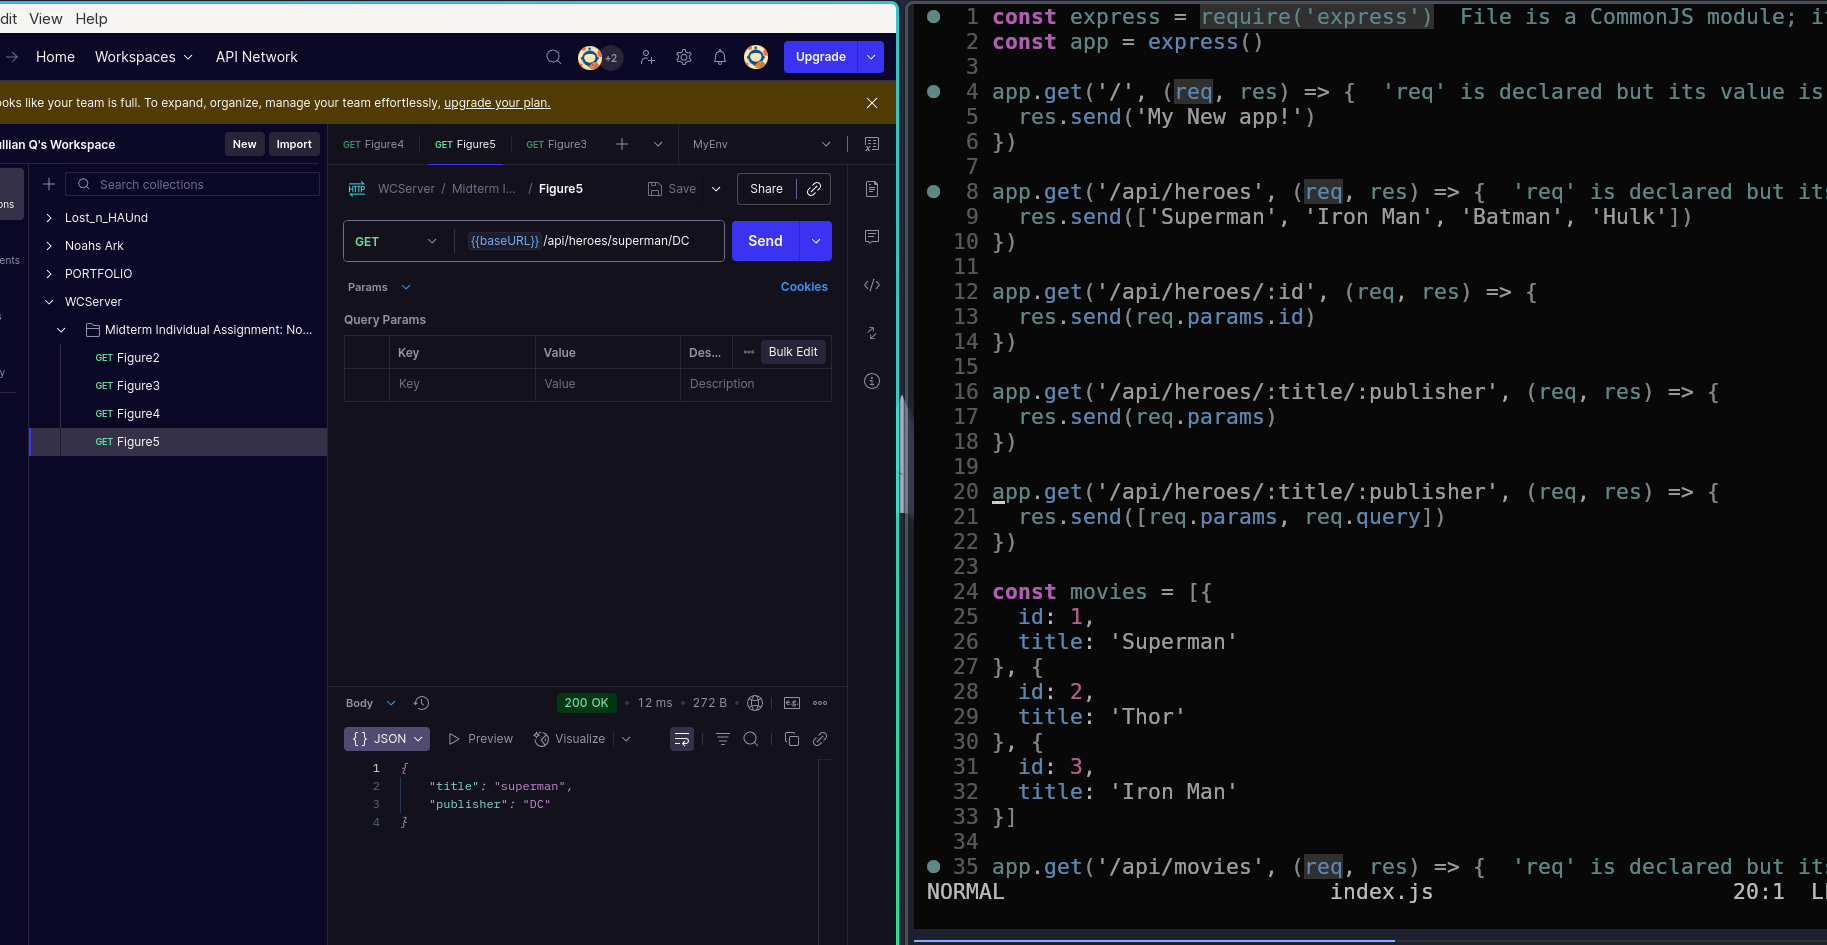 dit View Help
Home Workspaces API Network +2 Upgrade
ooks like your team is full. To expand, organize, manage your team effortlessly, upgrade your plan.
llian Q's Workspace New Import
ons
ents
s
y
Search collections
Lost_n_HAUnd
Noahs Ark
PORTFOLIO
WCServer
Midterm Individual Assignment: No...
GET Figure2
GET Figure3
GET Figure4
GET Figure5
GET Figure4 GET Figure5 GET Figure3 MyEnv
HTTP WCServer / Midterm I... / Figure5 Save Share
GET {{baseURL}} /api/heroes/superman/DC Send
Params Cookies
Query Params
Key Value Des... Bulk Edit
Key Value Description
Body 200 OK • 12 ms • 272 B • e.g.
{} JSON Preview Visualize
1 {
2 "title": "superman",
3 "publisher": "DC"
4 }
1 const express = require('express') File is a CommonJS module; i
2 const app = express()
3
4 app.get('/', (req, res) => { 'req' is declared but its value is
5 res.send('My New app!')
6 })
7
8 app.get('/api/heroes', (req, res) => { 'req' is declared but its
9 res.send(['Superman', 'Iron Man', 'Batman', 'Hulk'])
10 })
11
12 app.get('/api/heroes/:id', (req, res) => {
13 res.send(req.params.id)
14 })
15
16 app.get('/api/heroes/:title/:publisher', (req, res) => {
17 res.send(req.params)
18 })
19
20 app.get('/api/heroes/:title/:publisher', (req, res) => {
21 res.send([req.params, req.query])
22 })
23
24 const movies = [{
25 id: 1,
26 title: 'Superman'
27 }, {
28 id: 2,
29 title: 'Thor'
30 }, {
31 id: 3,
32 title: 'Iron Man'
33 }]
34
35 app.get('/api/movies', (req, res) => { 'req' is declared but its
NORMAL index.js 20:1 L